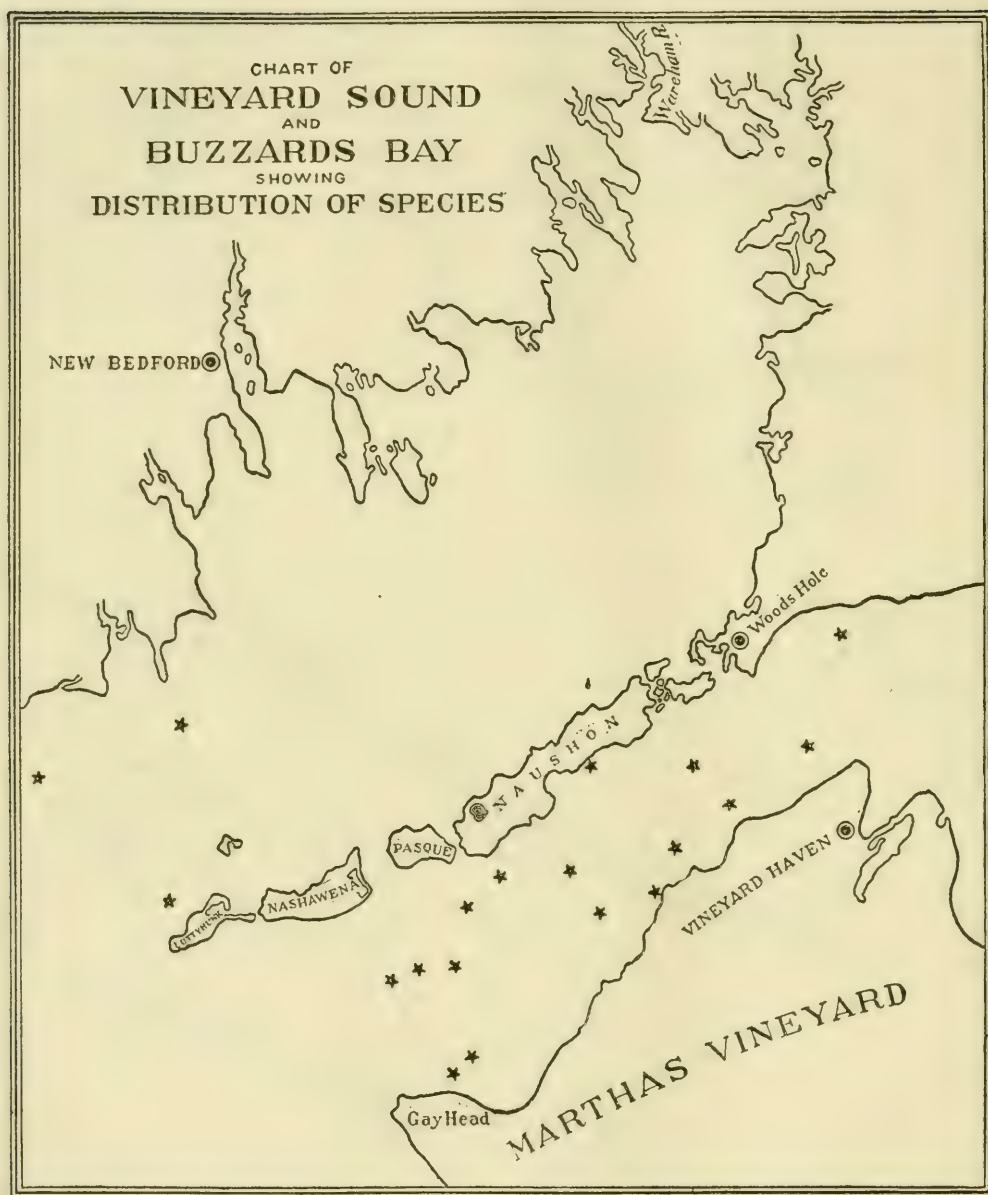 CHART OF
VINEYARD SOUND
AND
BUZZARDS BAY
SHOWING
DISTRIBUTION OF SPECIES
Wareham R.
NEW BEDFORD
Woods Hole
NAUSHON
PASQUE
NASHAWENA
CUTTYHUNK
VINEYARD HAVEN
MARTHAS VINEYARD
Gay Head